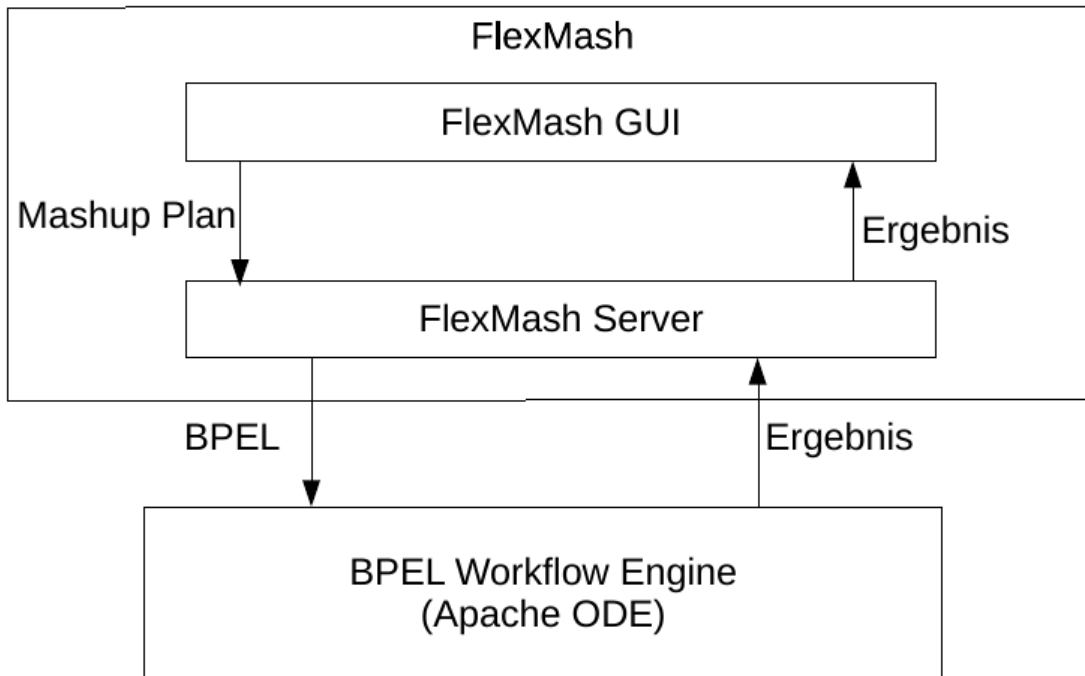 FlexMash
FlexMash GUI
Mashup Plan
Ergebnis
FlexMash Server
BPEL
Ergebnis
BPEL Workflow Engine
(Apache ODE)